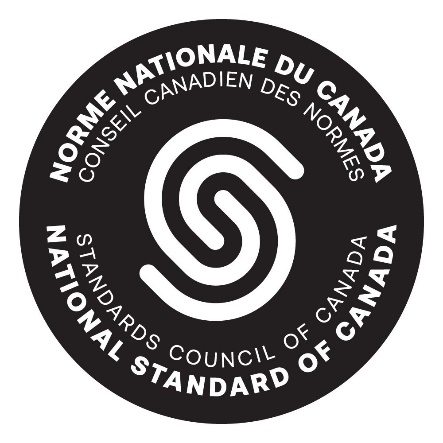 NORME NATIONALE DU CANADA
CONSEIL CANADIEN DES NORMES
STANDARDS COUNCIL OF CANADA
NATIONAL STANDARD OF CANADA